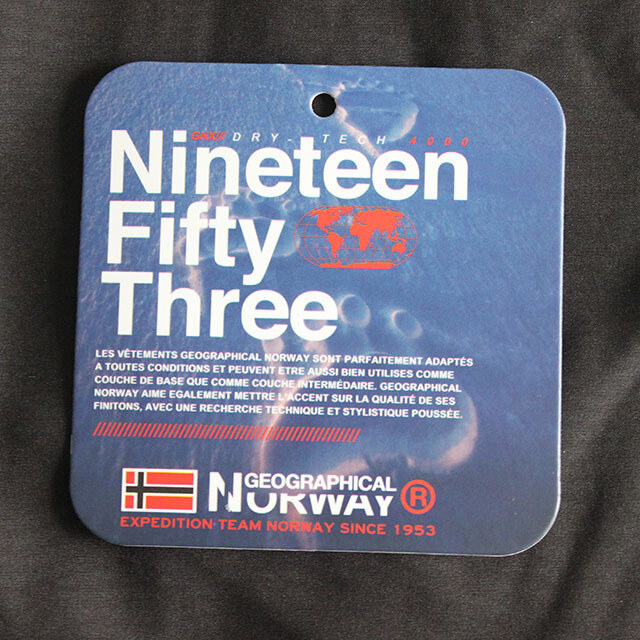 DRY-TECH 4000
Nineteen
Fifty
Three
LES VÊTEMENTS GEOGRAPHICAL NORWAY SONT PARFAITEMENT ADAPTÉS
A TOUTES CONDITIONS ET PEUVENT ETRE AUSSI BIEN UTILISES COMME
COUCHE DE BASE QUE COMME COUCHE INTERMÉDAIRE. GEOGRAPHICAL
NORWAY AIME EGALEMENT METTRE L'ACCENT SUR LA QUALITÉ DE SES
FINITONS, AVEC UNE RECHERCHE TECHNIQUE ET STYLISTIQUE POUSSÉE.
GEOGRAPHICAL
NORWAY ®
EXPEDITION TEAM NORWAY SINCE 1953